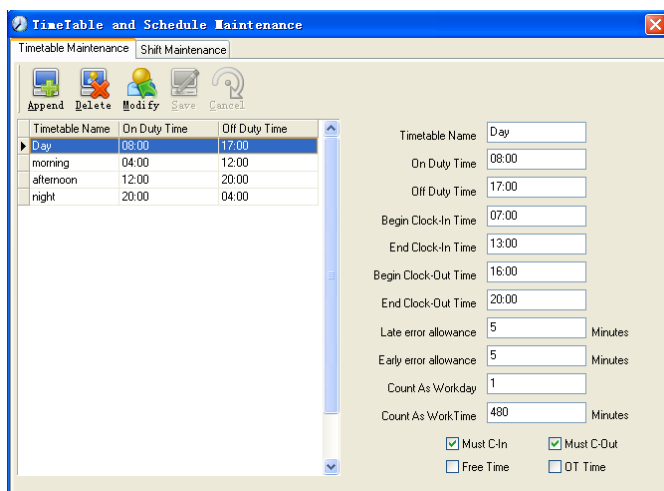 TimeTable and Schedule Maintenance
Timetable Maintenance Shift Maintenance
Append Delete Modify Save Cancel
Timetable Name On Duty Time Off Duty Time
Day 08:00 17:00
morning 04:00 12:00
afternoon 12:00 20:00
night 20:00 04:00
Timetable Name Day
On Duty Time 08:00
Off Duty Time 17:00
Begin Clock-In Time 07:00
End Clock-In Time 13:00
Begin Clock-Out Time 16:00
End Clock-Out Time 20:00
Late error allowance 5 Minutes
Early error allowance 5 Minutes
Count As Workday 1
Count As WorkTime 480 Minutes
Must C-In Must C-Out
Free Time OT Time